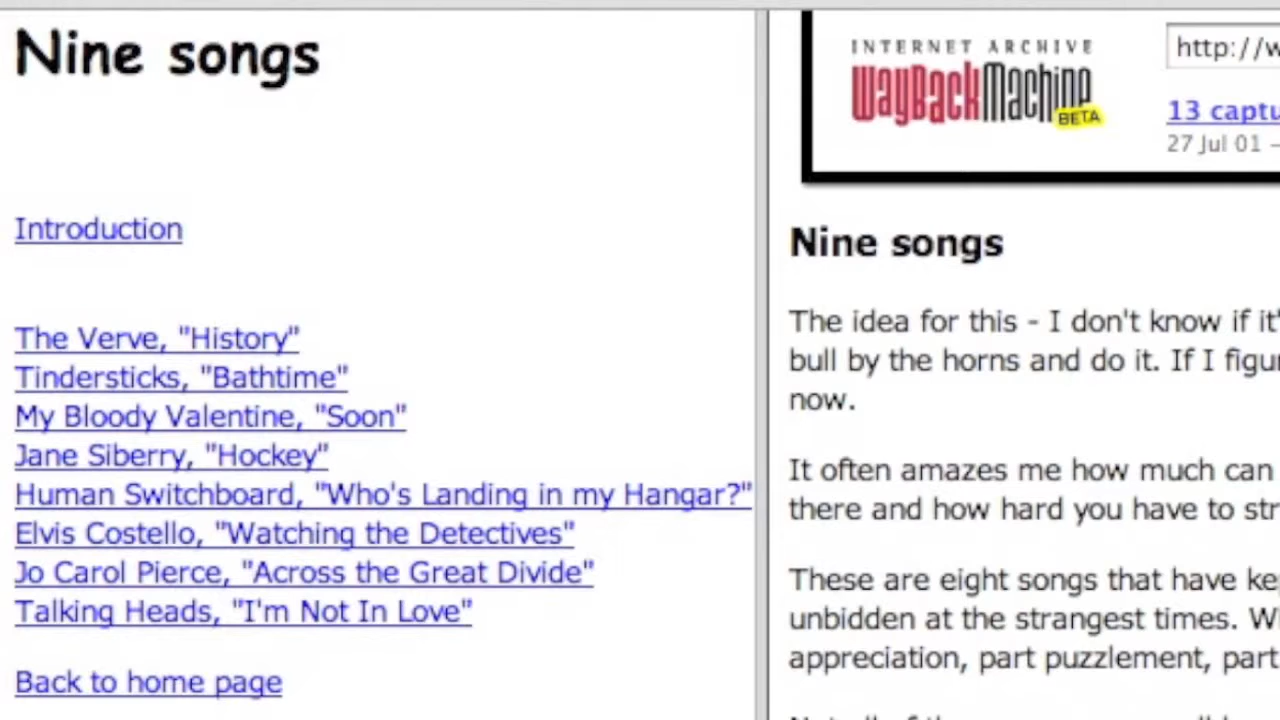 Nine songs
Introduction
The Verve, "History"
Tindersticks, "Bathtime"
My Bloody Valentine, "Soon"
Jane Siberry, "Hockey"
Human Switchboard, "Who's Landing in my Hangar?"
Elvis Costello, "Watching the Detectives"
Jo Carol Pierce, "Across the Great Divide"
Talking Heads, "I'm Not In Love"
Back to home page
INTERNET ARCHIVE
WayBackMachine
BETA
http://w
13 captu
27 Jul 01 –
Nine songs
The idea for this - I don't know if it'
bull by the horns and do it. If I figu
now.
It often amazes me how much can
there and how hard you have to str
These are eight songs that have ke
unbidden at the strangest times. W
appreciation, part puzzlement, part